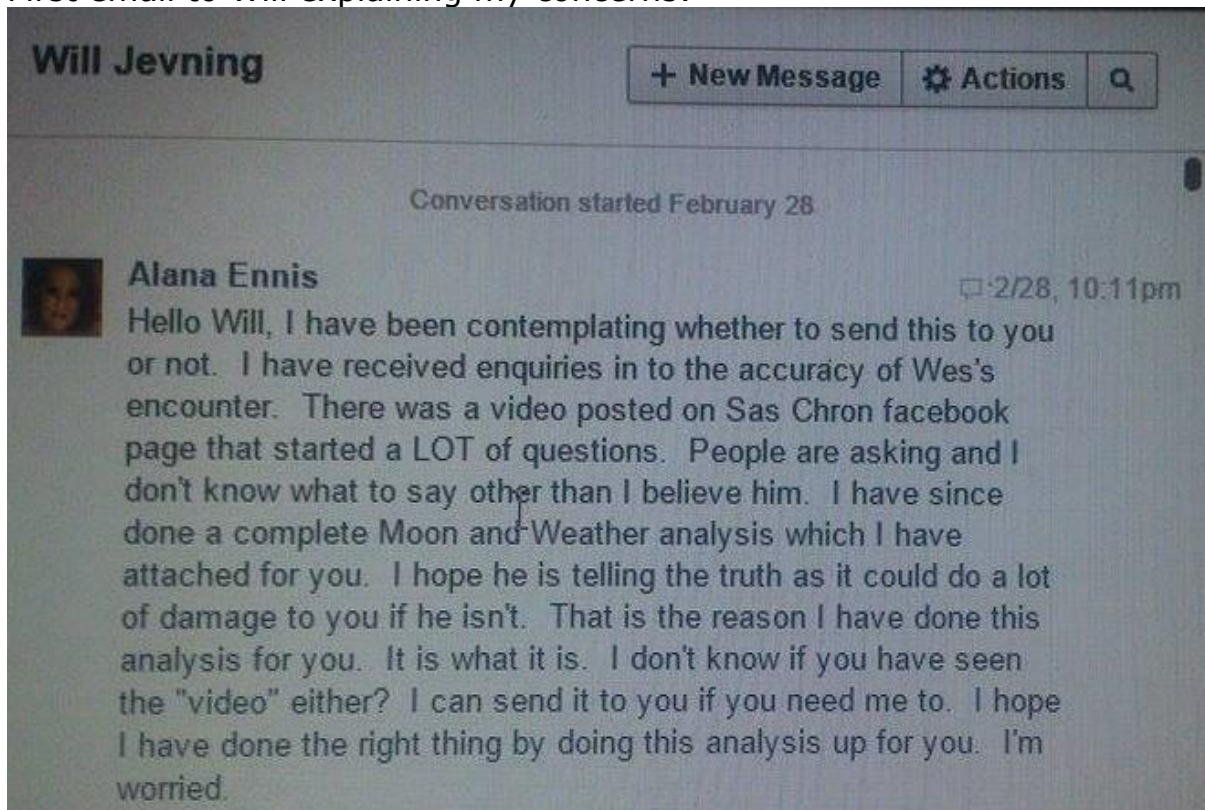 First email to Will explaining my concerns:
Will Jevning
+ New Message
Actions
Conversation started February 28
Alana Ennis
2/28, 10:11pm
Hello Will, I have been contemplating whether to send this to you
or not. I have received enquiries in to the accuracy of Wes's
encounter. There was a video posted on Sas Chron facebook
page that started a LOT of questions. People are asking and I
don't know what to say other than I believe him. I have since
done a complete Moon and Weather analysis which I have
attached for you. I hope he is telling the truth as it could do a lot
of damage to you if he isn't. That is the reason I have done this
analysis for you. It is what it is. I don't know if you have seen
the "video" either? I can send it to you if you need me to. I hope
I have done the right thing by doing this analysis up for you. I'm
worried.